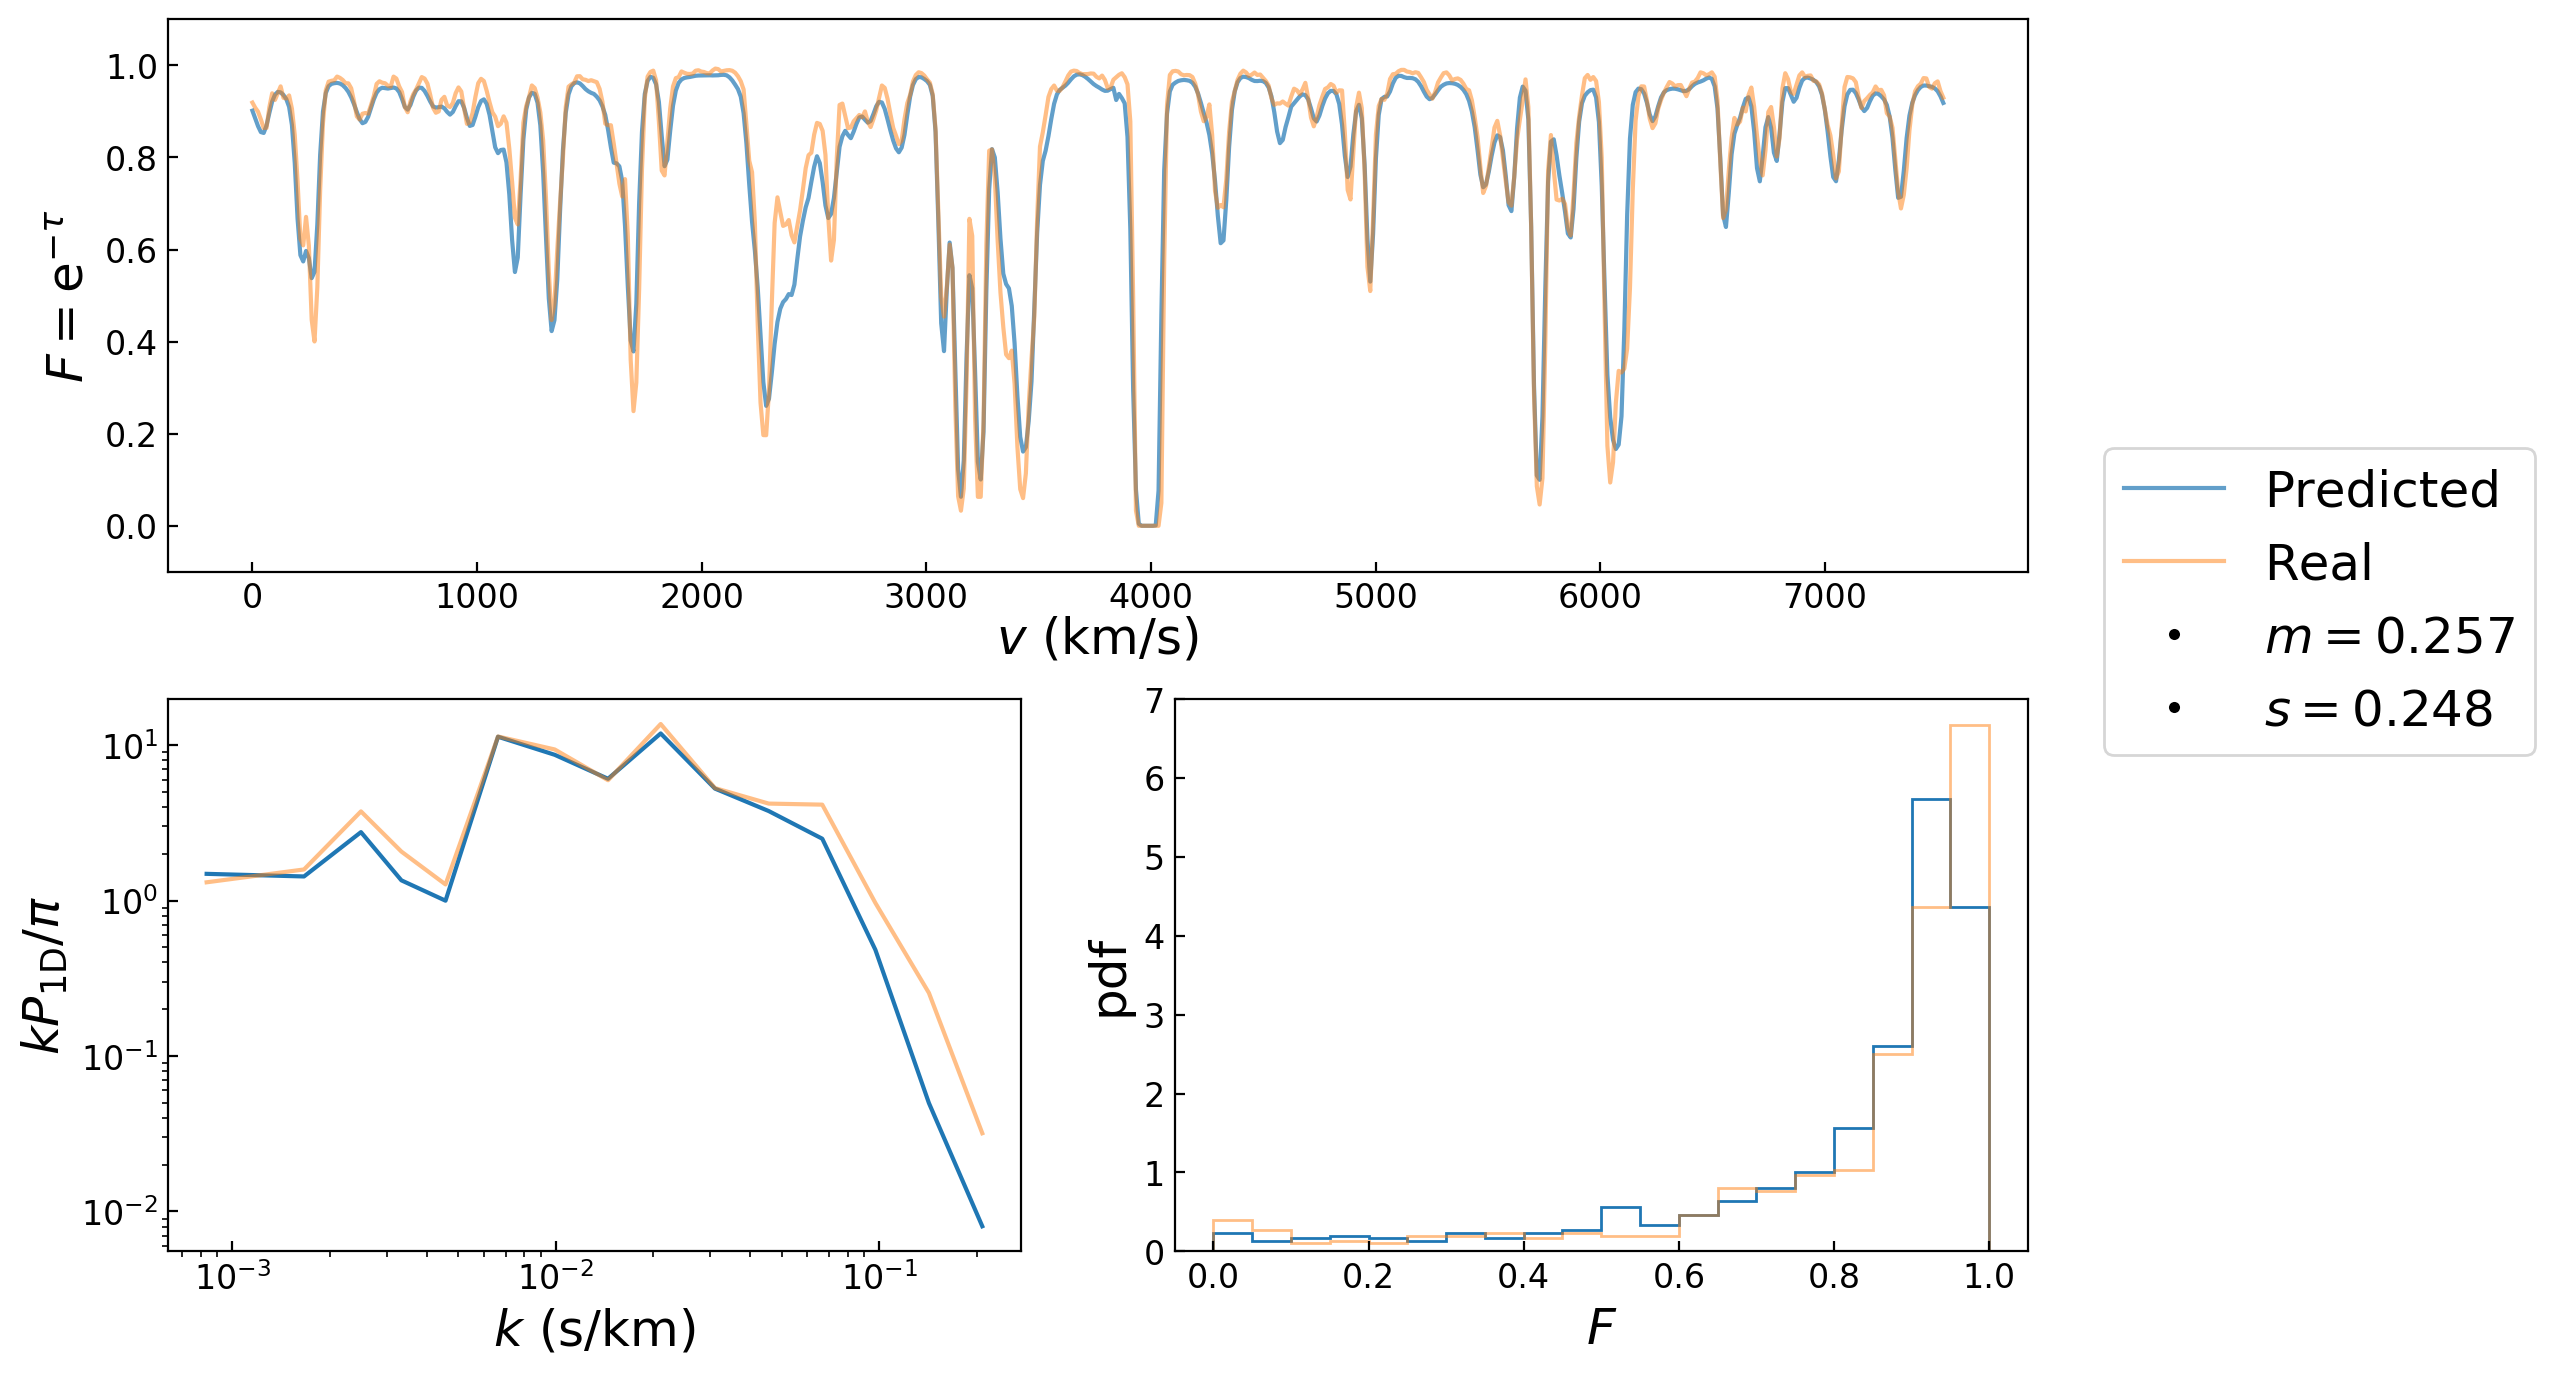 1.0
0.8
0.6
0.4
0.2
0.0
F = e^{−τ}
0 1000 2000 3000 4000 5000 6000 7000
v (km/s)
Predicted
Real
m = 0.257
s = 0.248
10^1
10^0
10^{−1}
10^{−2}
kP_{1D}/π
10^{−3} 10^{−2} 10^{−1}
k (s/km)
7
6
5
4
3
2
1
0
pdf
0.0 0.2 0.4 0.6 0.8 1.0
F